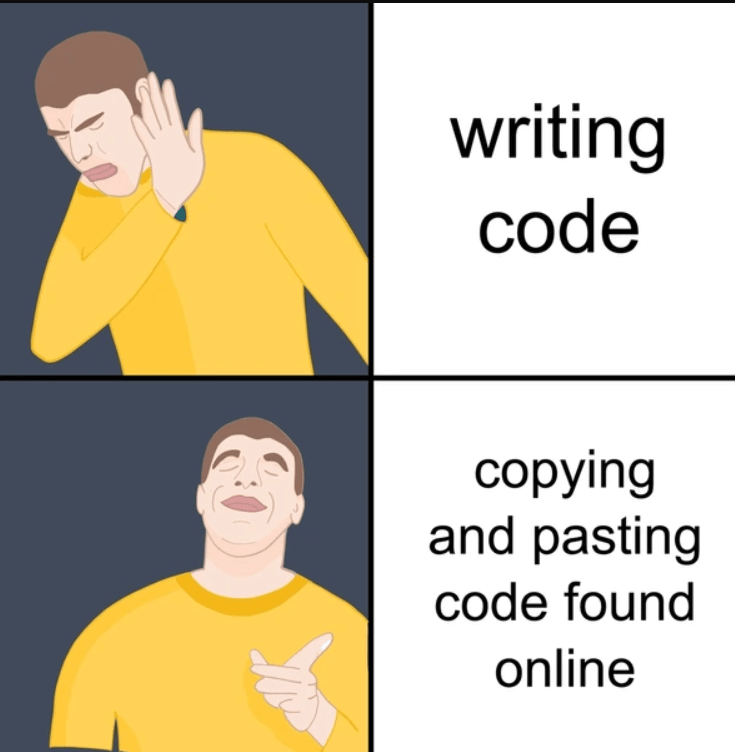 writing
code
copying
and pasting
code found
online